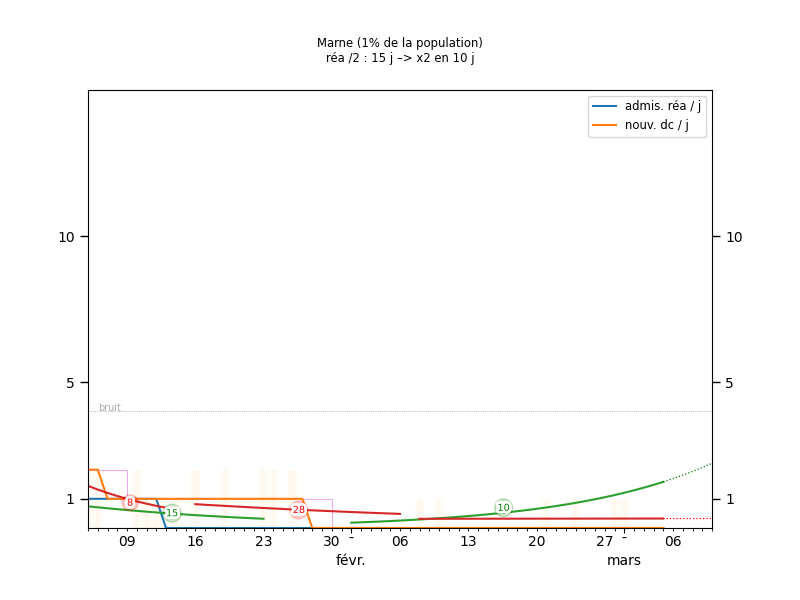 Marne (1% de la population)
réa /2 : 15 j –> x2 en 10 j
admis. réa / j
nouv. dc / j
10
10
5
5
bruit
1
1
8
15
28
10
09
16
23
30
06
13
20
27
06
févr.
mars